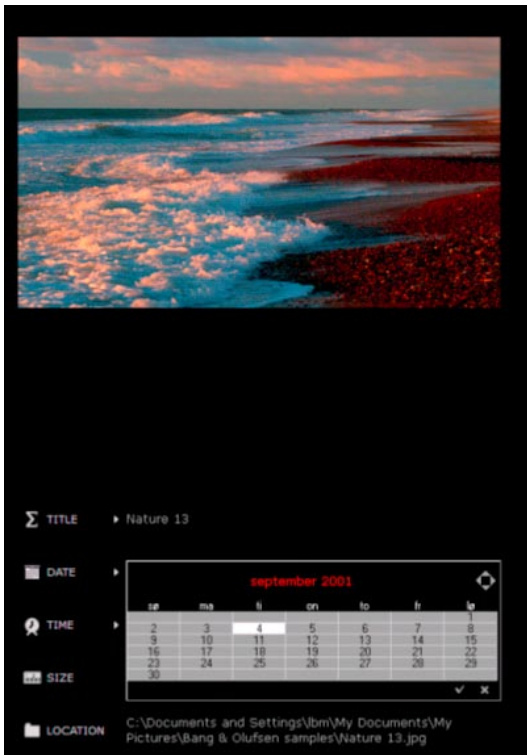 TITLE Nature 13
DATE
september 2001
sø ma ti on to fr lø
1
2 3 4 5 6 7 8
9 10 11 12 13 14 15
16 17 18 19 20 21 22
23 24 25 26 27 28 29
30
TIME
SIZE
LOCATION C:\Documents and Settings\lbm\My Documents\My
Pictures\Bang & Olufsen samples\Nature 13.jpg